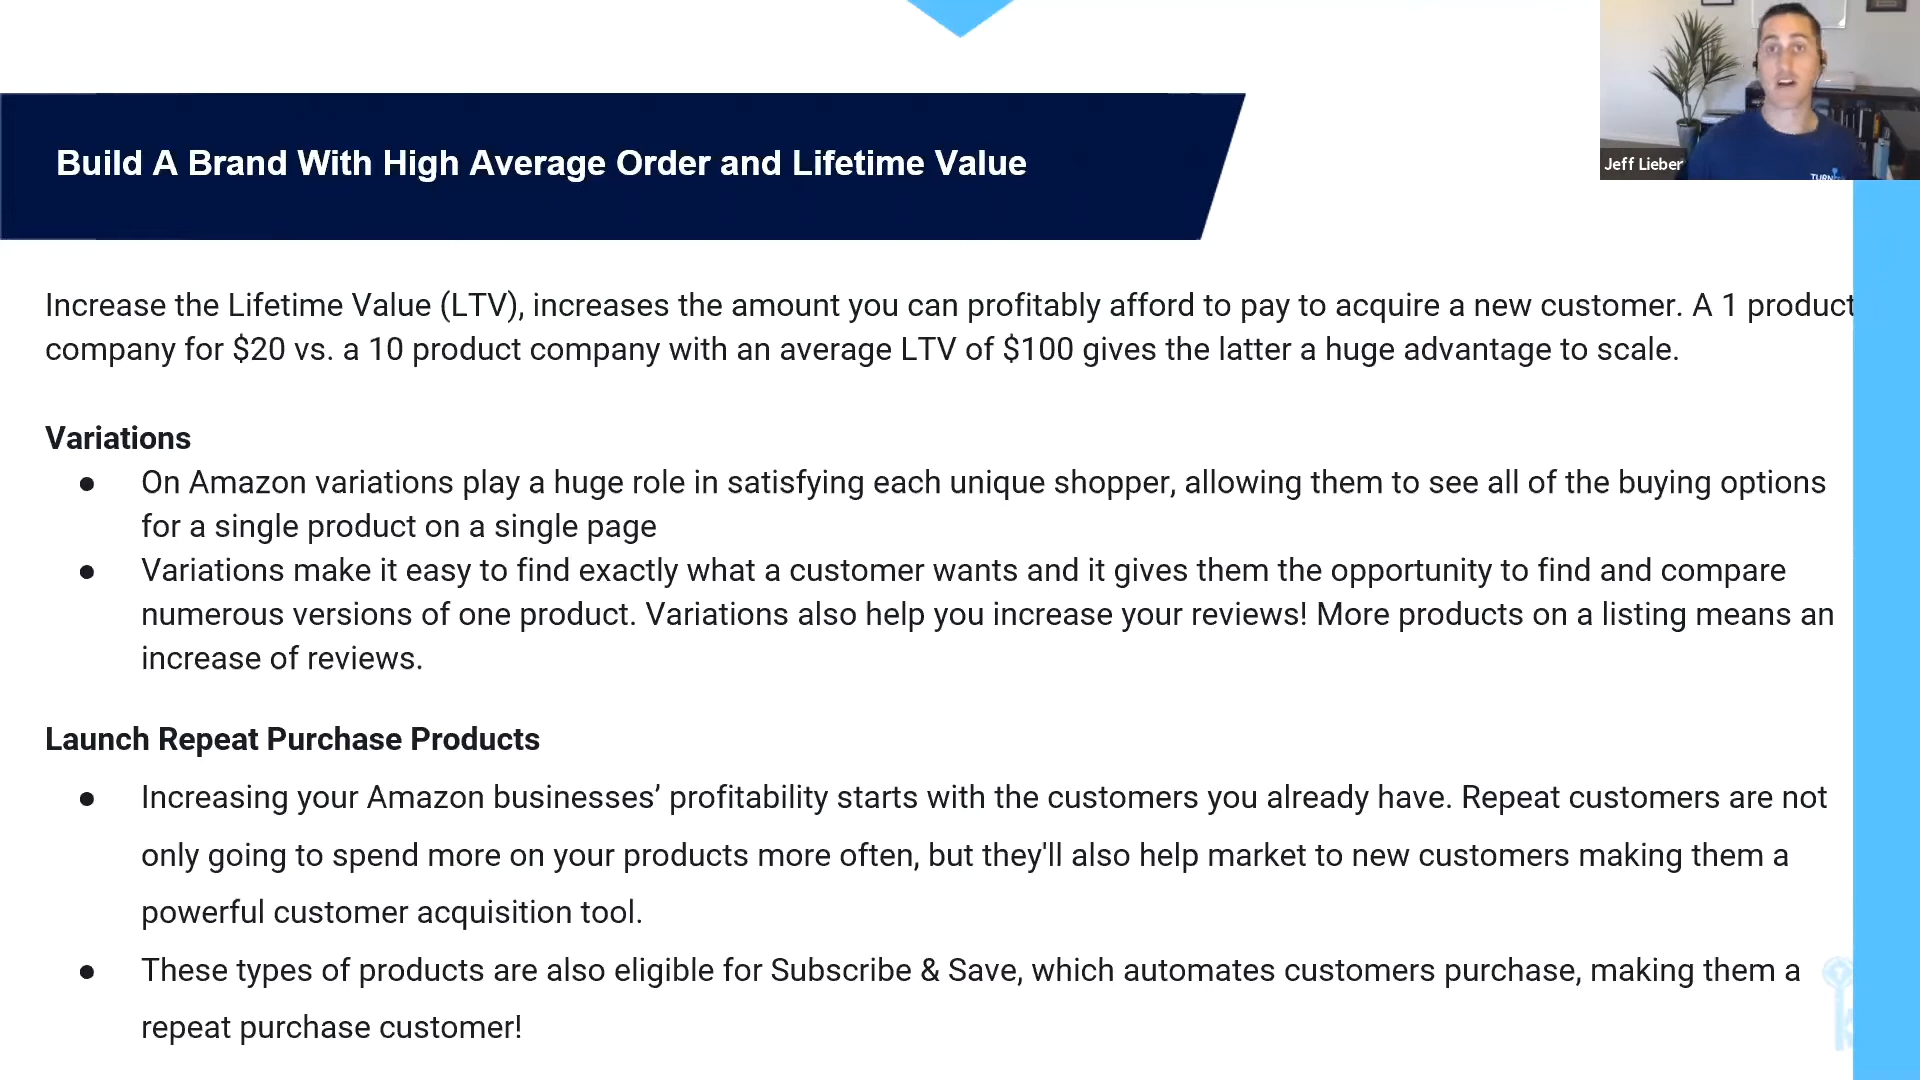 Build A Brand With High Average Order and Lifetime Value
Jeff Lieber
Increase the Lifetime Value (LTV), increases the amount you can profitably afford to pay to acquire a new customer. A 1 product
company for $20 vs. a 10 product company with an average LTV of $100 gives the latter a huge advantage to scale.
Variations
● On Amazon variations play a huge role in satisfying each unique shopper, allowing them to see all of the buying options
for a single product on a single page
● Variations make it easy to find exactly what a customer wants and it gives them the opportunity to find and compare
numerous versions of one product. Variations also help you increase your reviews! More products on a listing means an
increase of reviews.
Launch Repeat Purchase Products
● Increasing your Amazon businesses’ profitability starts with the customers you already have. Repeat customers are not
only going to spend more on your products more often, but they'll also help market to new customers making them a
powerful customer acquisition tool.
● These types of products are also eligible for Subscribe & Save, which automates customers purchase, making them a
repeat purchase customer!